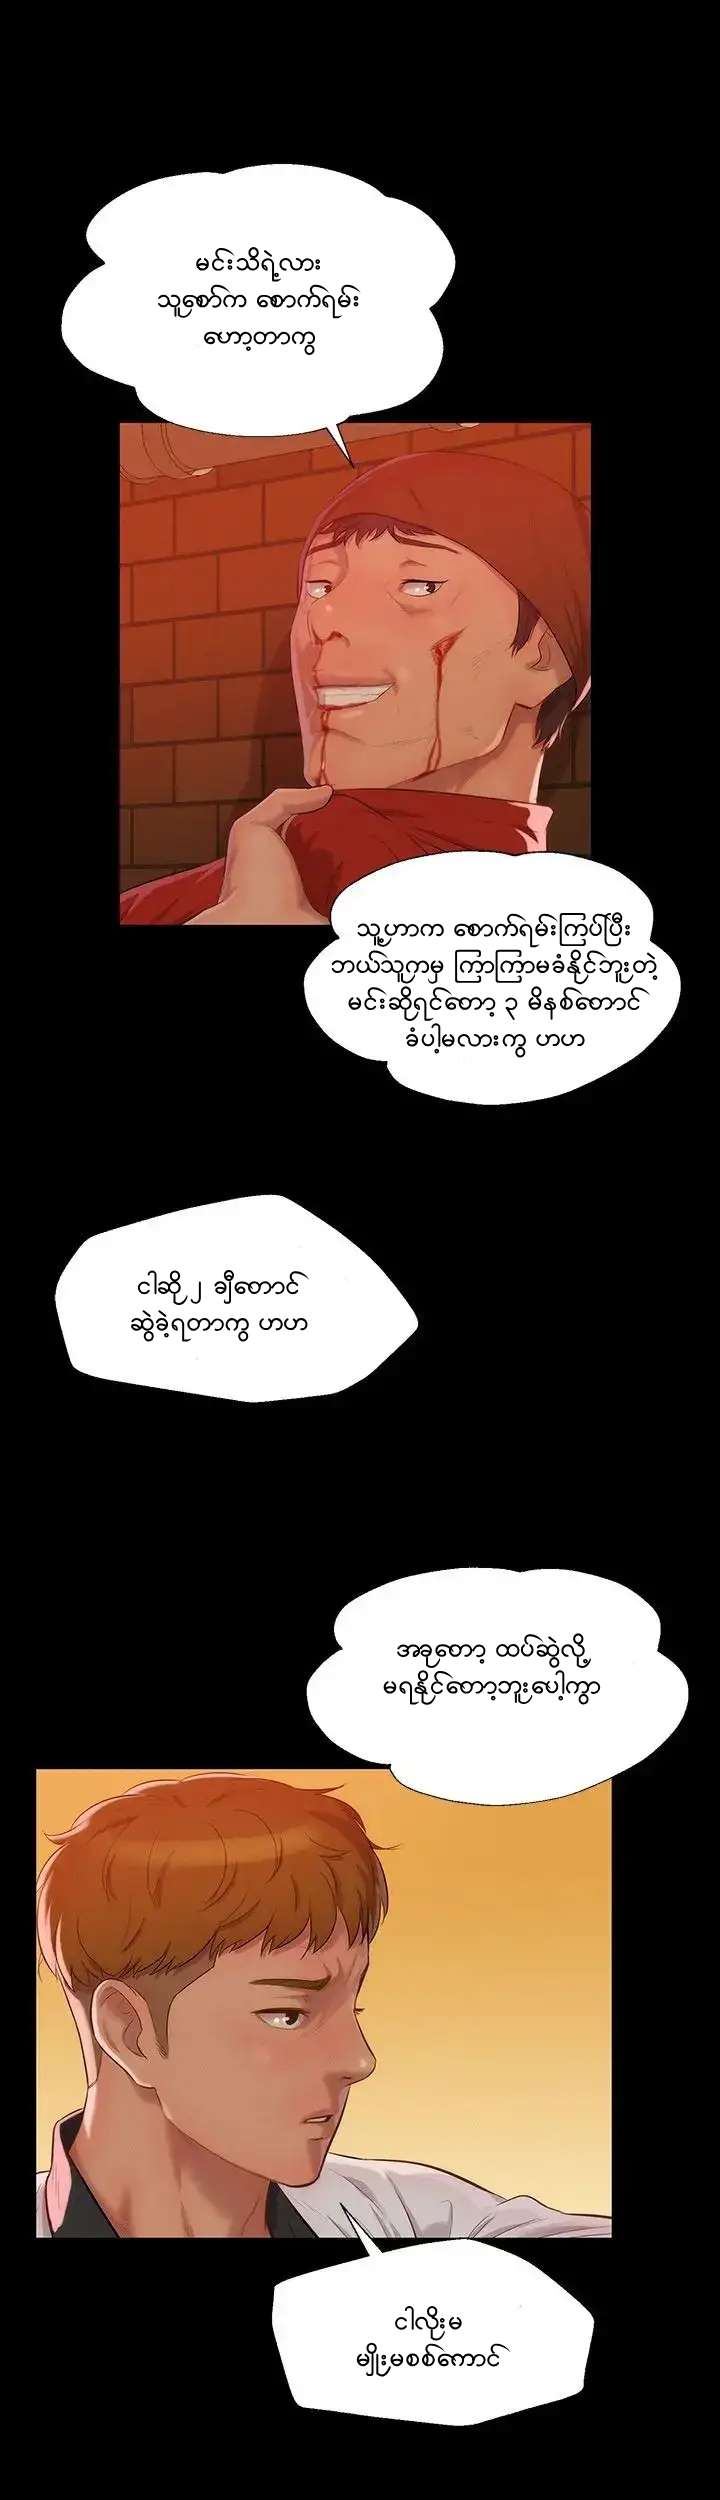 မင်းသိရဲ့လား
သူ့စော်က စောက်ရမ်း
ဟော့တာကွ
သူ့ဟာက စောက်ရမ်းကြပ်ပြီး
ဘယ်သူကမှ ကြာကြာမခံနိုင်ဘူးတဲ့
မင်းဆိုရင်တော့ ၃ မိနစ်တောင်
ခံပါ့မလားကွ ဟဟ
ငါဆို ၂ ချီတောင်
ဆွဲခဲ့ရတာကွ ဟဟ
အခုတော့ ထပ်ဆွဲလို့
မရနိုင်တော့ဘူးပေါ့ကွာ
ငါလိုးမ
မျိုးမစစ်ကောင်